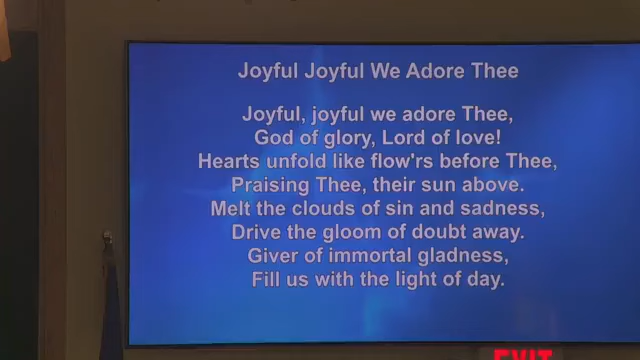 Joyful Joyful We Adore Thee
Joyful, joyful we adore Thee,
God of glory, Lord of love!
Hearts unfold like flow'rs before Thee,
Praising Thee, their sun above.
Melt the clouds of sin and sadness,
Drive the gloom of doubt away.
Giver of immortal gladness,
Fill us with the light of day.
EXIT